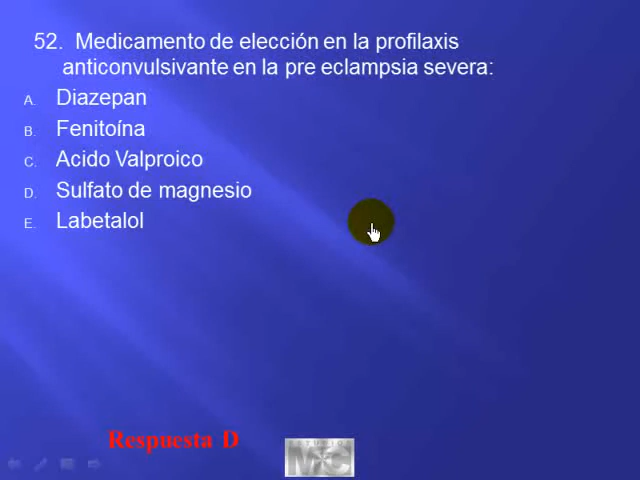 52. Medicamento de elección en la profilaxis
anticonvulsivante en la pre eclampsia severa:
A. Diazepan
B. Fenitoína
C. Acido Valproico
D. Sulfato de magnesio
E. Labetalol
Respuesta D